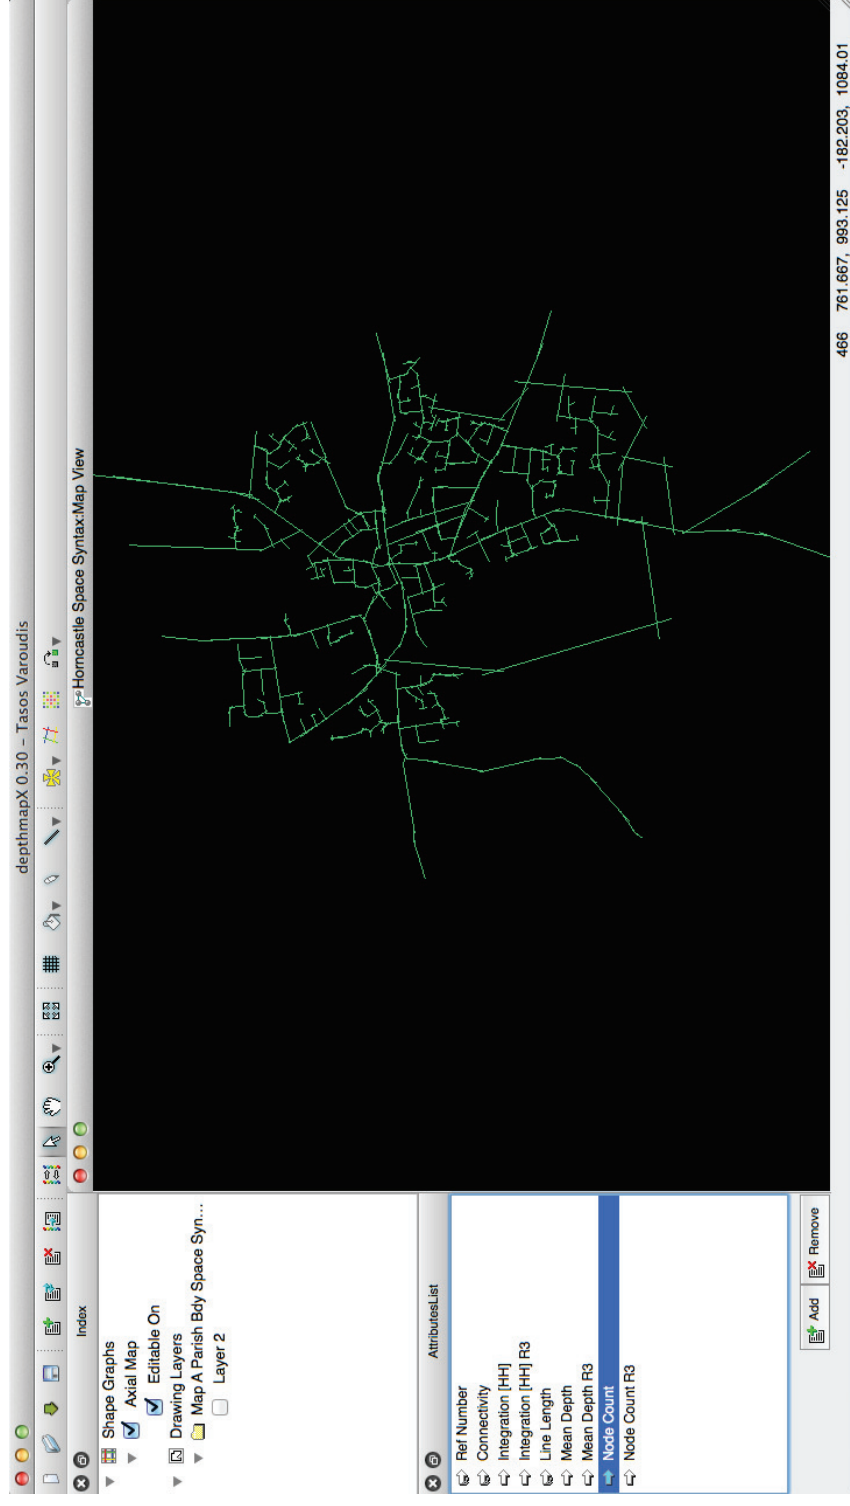 depthmapX 0.30 – Tasos Varoudis
Index
Shape Graphs
Axial Map
Editable On
Drawing Layers
Map A Parish Bdy Space Syn...
Layer 2
AttributesList
Ref Number
Connectivity
Integration [HH]
Integration [HH] R3
Line Length
Mean Depth
Mean Depth R3
Node Count
Node Count R3
Add
Remove
Horncastle Space Syntax:Map View
466 761.667, 993.125 -182.203, 1084.01